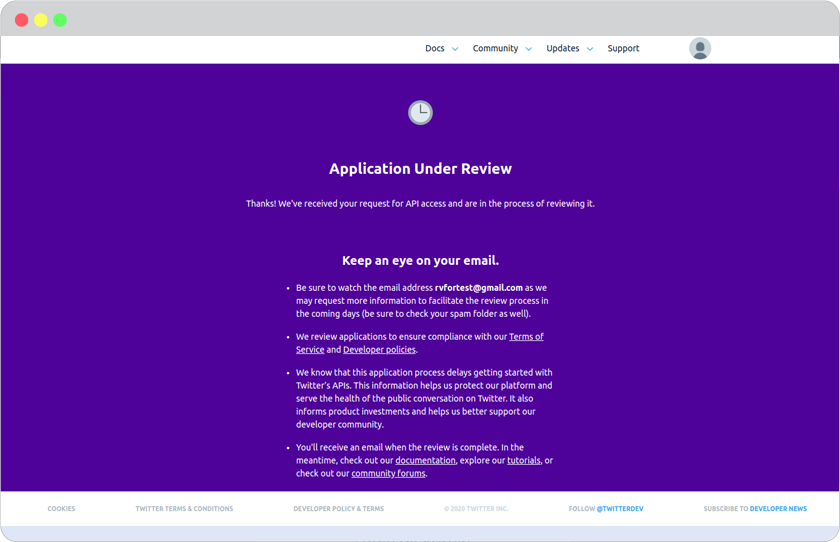 Docs Community Updates Support
Application Under Review
Thanks! We've received your request for API access and are in the process of reviewing it.
Keep an eye on your email.
• Be sure to watch the email address rvfortest@gmail.com as we
may request more information to facilitate the review process in
the coming days (be sure to check your spam folder as well).
• We review applications to ensure compliance with our Terms of
Service and Developer policies.
• We know that this application process delays getting started with
Twitter's APIs. This information helps us protect our platform and
serve the health of the public conversation on Twitter. It also
informs product investments and helps us better support our
developer community.
• You'll receive an email when the review is complete. In the
meantime, check out our documentation, explore our tutorials, or
check out our community forums.
COOKIES TWITTER TERMS & CONDITIONS DEVELOPER POLICY & TERMS © 2020 TWITTER INC. FOLLOW @TWITTERDEV SUBSCRIBE TO DEVELOPER NEWS